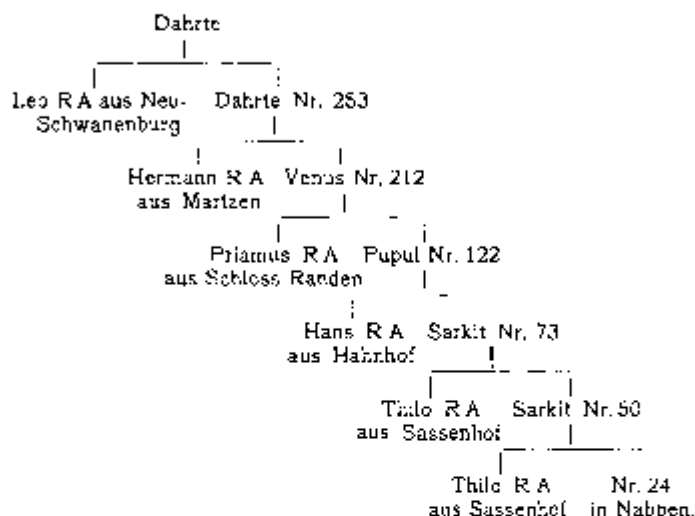 Dahrte
Leo R A aus Neu- Dahrte Nr. 253
Schwanenburg
Hermann R A Venus Nr. 212
aus Martzen
Priamus R A Pupul Nr. 122
aus Schloss Randen
Hans R A Sarkit Nr. 73
aus Hahnhof
Thilo R A Sarkit Nr. 50
aus Sassenhof
Thilo R A Nr. 24
aus Sassenhof in Nabben.